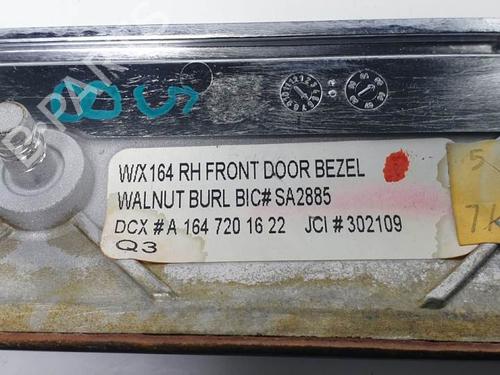 W/X164 RH FRONT DOOR BEZEL
WALNUT BURL BIC# SA2885
DCX # A 164 720 16 22 JCI # 302109
Q3